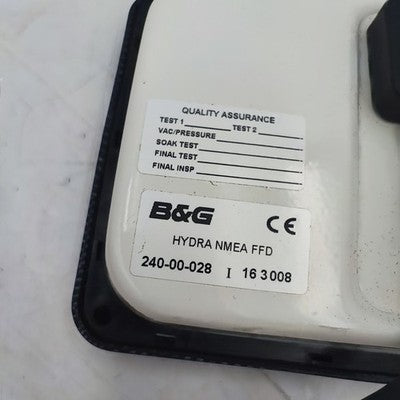 QUALITY ASSURANCE
TEST 1 TEST 2
VAC/PRESSURE
SOAK TEST
FINAL TEST
FINAL INSP
B&G CE
HYDRA NMEA FFD
240-00-028 I 16 3008